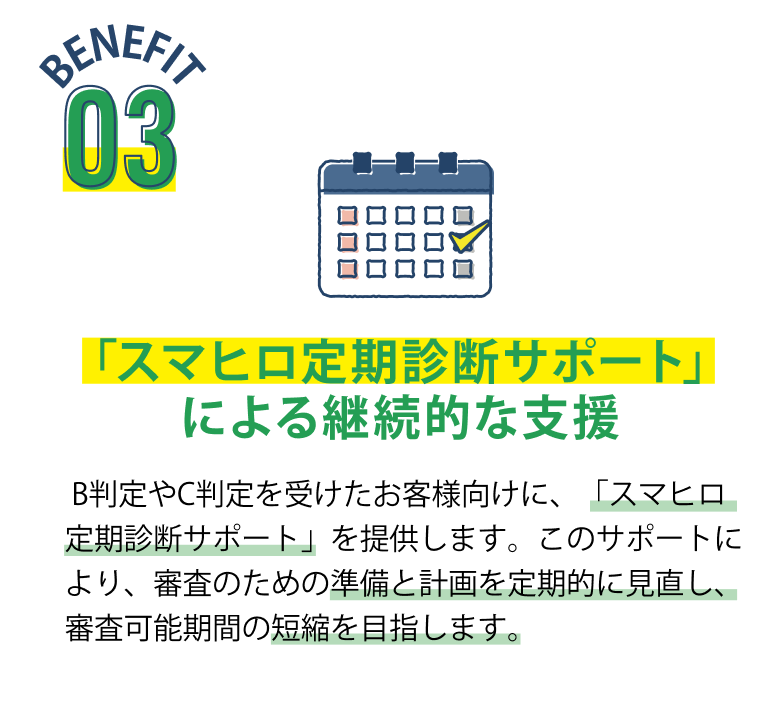 BENEFIT
03
「スマヒロ定期診断サポート」
による継続的な支援
B判定やC判定を受けたお客様向けに、「スマヒロ
定期診断サポート」を提供します。このサポートに
より、審査のための準備と計画を定期的に見直し、
審査可能期間の短縮を目指します。